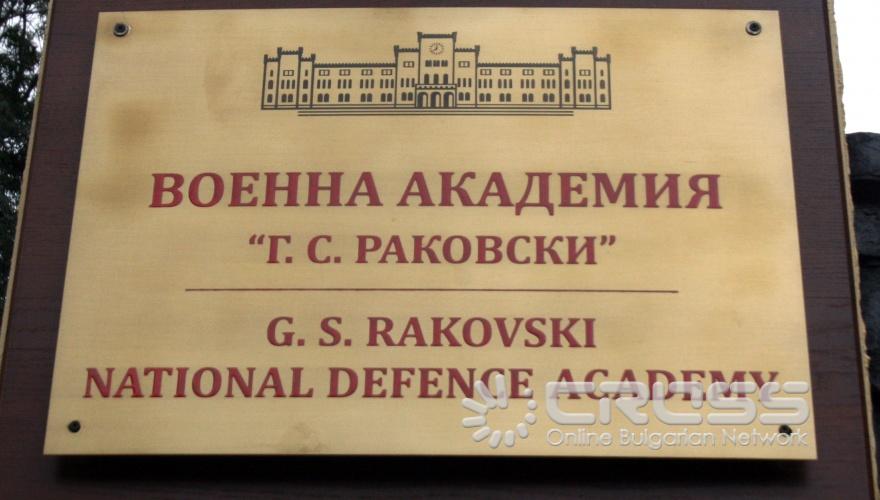 ВОЕННА АКАДЕМИЯ
“Г. С. РАКОВСКИ”
G. S. RAKOVSKI
NATIONAL DEFENCE ACADEMY
CROSS
Online Bulgarian Network